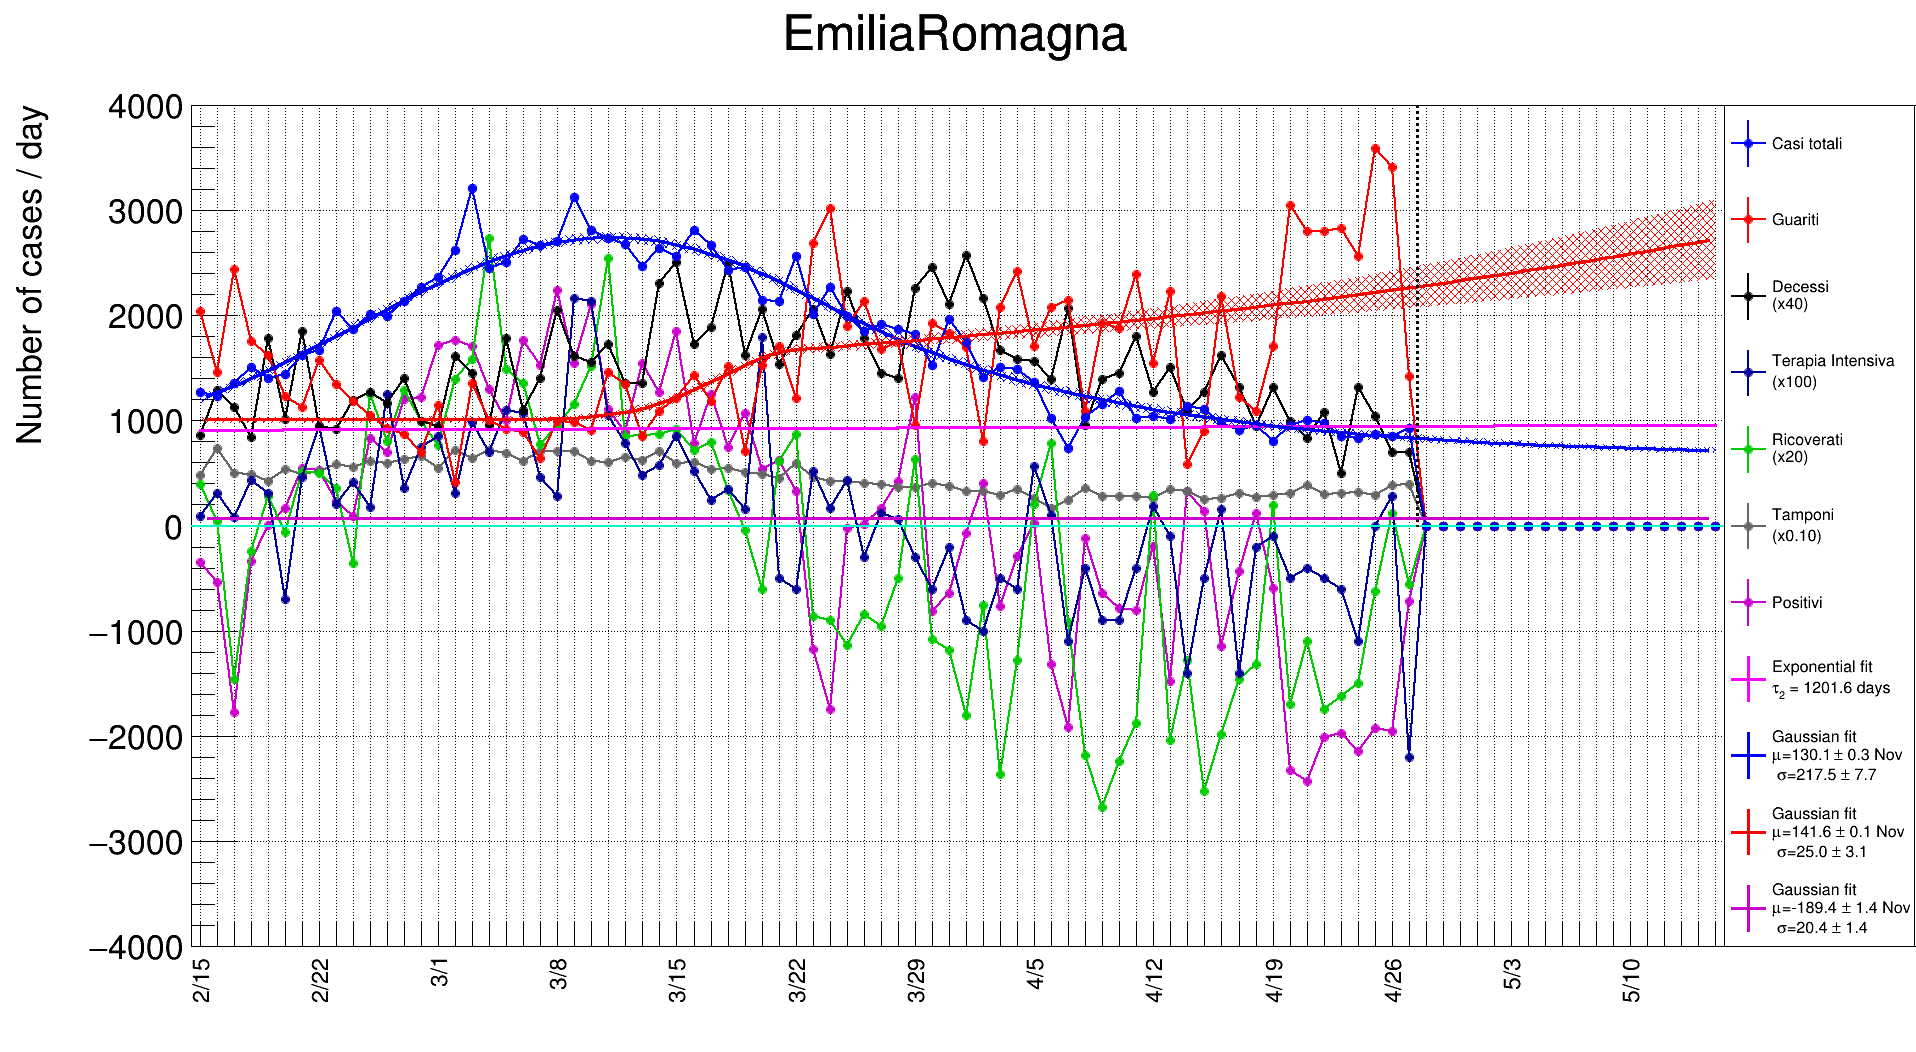 EmiliaRomagna
Number of cases / day
4000
3000
2000
1000
0
−1000
−2000
−3000
−4000
2/15
2/22
3/1
3/8
3/15
3/22
3/29
4/5
4/12
4/19
4/26
5/3
5/10
Casi totali
Guariti
Decessi
(x40)
Terapia Intensiva
(x100)
Ricoverati
(x20)
Tamponi
(x0.10)
Positivi
Exponential fit
τ2 = 1201.6 days
Gaussian fit
μ=130.1 ± 0.3 Nov
σ=217.5 ± 7.7
Gaussian fit
μ=141.6 ± 0.1 Nov
σ=25.0 ± 3.1
Gaussian fit
μ=-189.4 ± 1.4 Nov
σ=20.4 ± 1.4